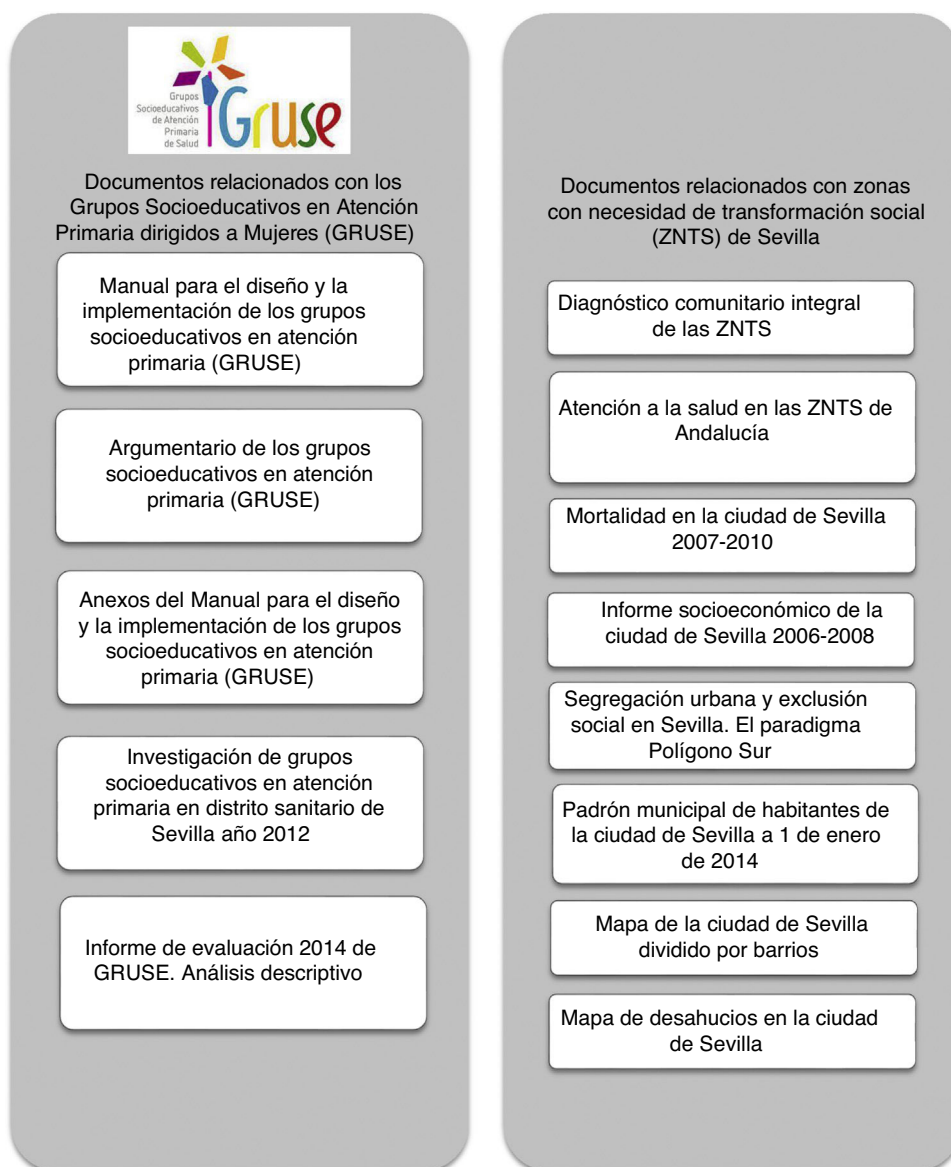 Grupos
Socioeducativos
de Atención
Primaria
de Salud
Gruse
Documentos relacionados con los
Grupos Socioeducativos en Atención
Primaria dirigidos a Mujeres (GRUSE)
Manual para el diseño y la
implementación de los grupos
socioeducativos en atención
primaria (GRUSE)
Argumentario de los grupos
socioeducativos en atención
primaria (GRUSE)
Anexos del Manual para el diseño
y la implementación de los grupos
socioeducativos en atención
primaria (GRUSE)
Investigación de grupos
socioeducativos en atención
primaria en distrito sanitario de
Sevilla año 2012
Informe de evaluación 2014 de
GRUSE. Análisis descriptivo
Documentos relacionados con zonas
con necesidad de transformación social
(ZNTS) de Sevilla
Diagnóstico comunitario integral
de las ZNTS
Atención a la salud en las ZNTS de
Andalucía
Mortalidad en la ciudad de Sevilla
2007-2010
Informe socioeconómico de la
ciudad de Sevilla 2006-2008
Segregación urbana y exclusión
social en Sevilla. El paradigma
Polígono Sur
Padrón municipal de habitantes de
la ciudad de Sevilla a 1 de enero
de 2014
Mapa de la ciudad de Sevilla
dividido por barrios
Mapa de desahucios en la ciudad
de Sevilla